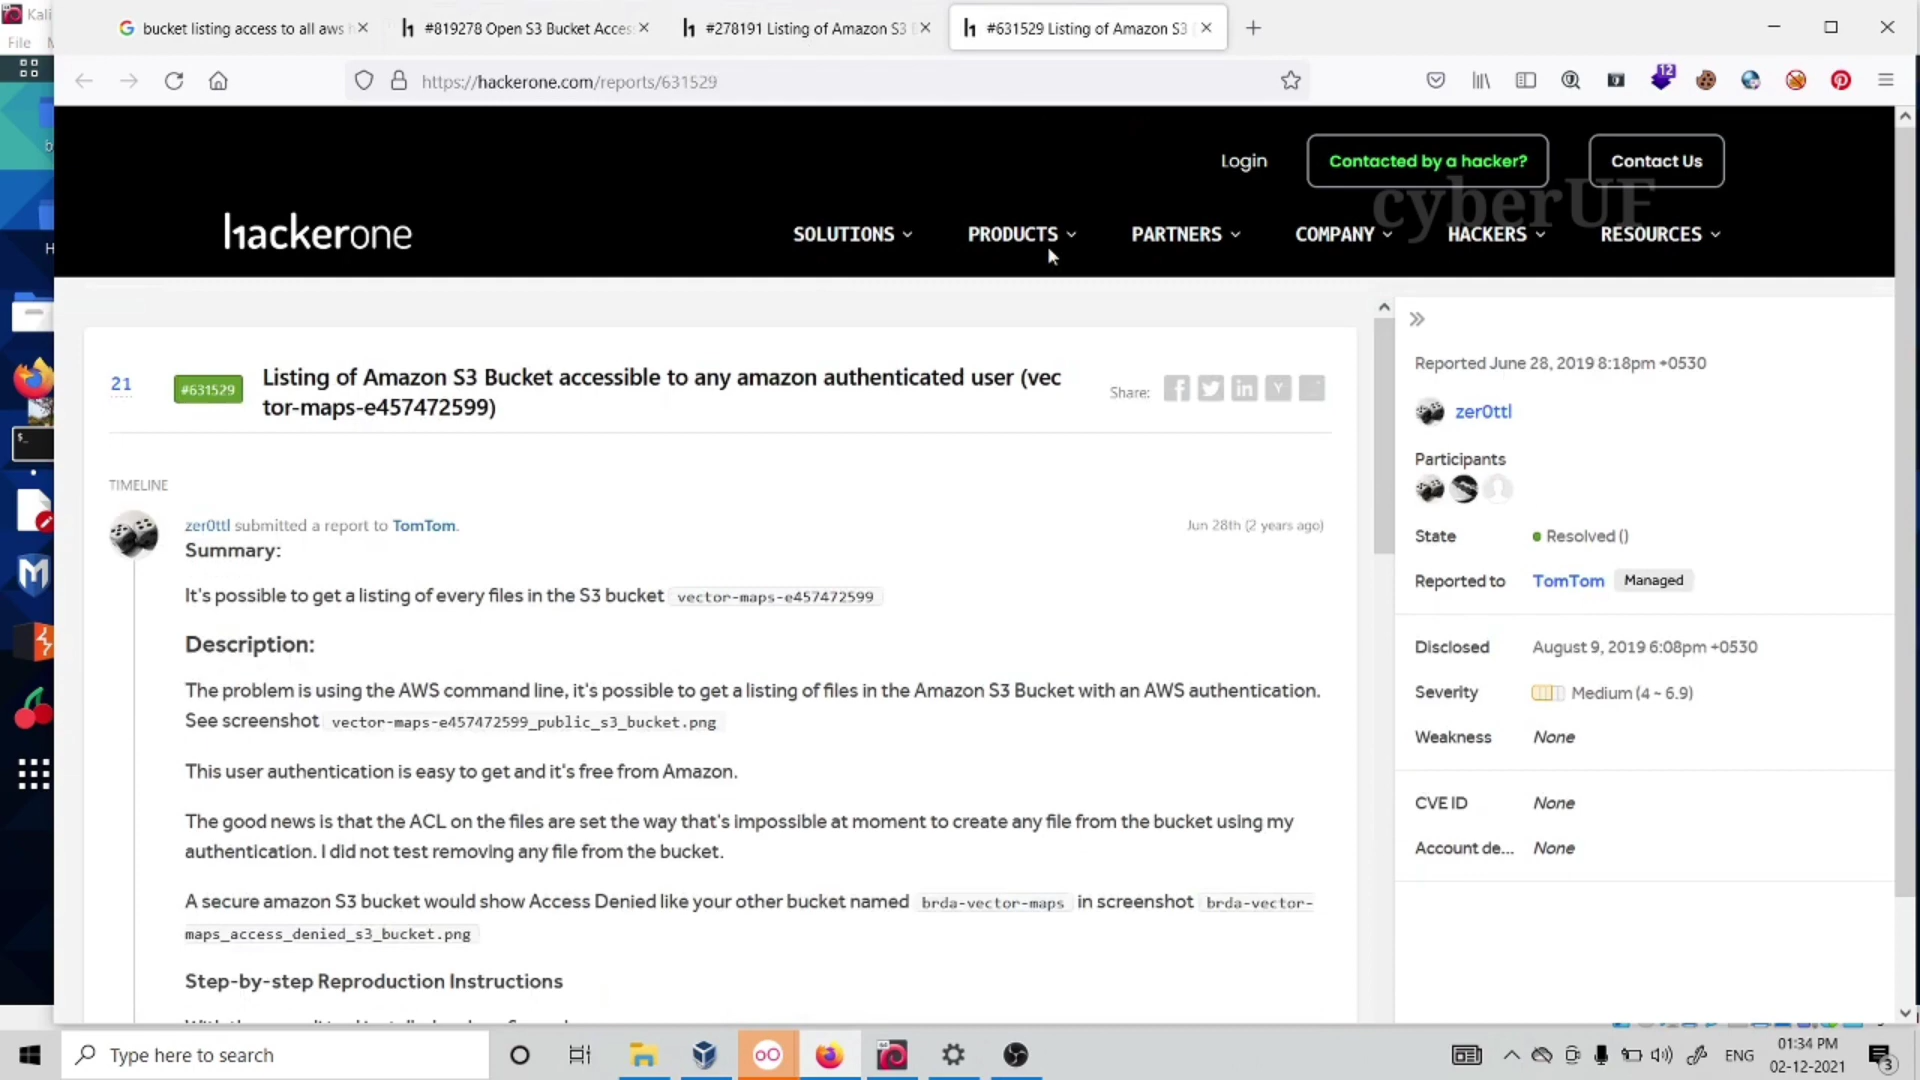 Kali
File
bucket listing access to all aws
#819278 Open S3 Bucket Acces
#278191 Listing of Amazon S3
#631529 Listing of Amazon S3
https://hackerone.com/reports/631529
12
Login
Contacted by a hacker?
Contact Us
cyberUF
hackerone
SOLUTIONS
PRODUCTS
PARTNERS
COMPANY
HACKERS
RESOURCES
21
#631529
Listing of Amazon S3 Bucket accessible to any amazon authenticated user (vec
tor-maps-e457472599)
Share:
TIMELINE
zer0ttl submitted a report to TomTom.
Jun 28th (2 years ago)
Summary:
It's possible to get a listing of every files in the S3 bucket vector-maps-e457472599
Description:
The problem is using the AWS command line, it's possible to get a listing of files in the Amazon S3 Bucket with an AWS authentication.
See screenshot vector-maps-e457472599_public_s3_bucket.png
This user authentication is easy to get and it's free from Amazon.
The good news is that the ACL on the files are set the way that's impossible at moment to create any file from the bucket using my
authentication. I did not test removing any file from the bucket.
A secure amazon S3 bucket would show Access Denied like your other bucket named brda-vector-maps in screenshot brda-vector-
maps_access_denied_s3_bucket.png
Step-by-step Reproduction Instructions
Reported June 28, 2019 8:18pm +0530
zer0ttl
Participants
State Resolved ()
Reported to TomTom Managed
Disclosed August 9, 2019 6:08pm +0530
Severity Medium (4 ~ 6.9)
Weakness None
CVE ID None
Account de... None
Type here to search
ENG
01:34 PM
02-12-2021
3